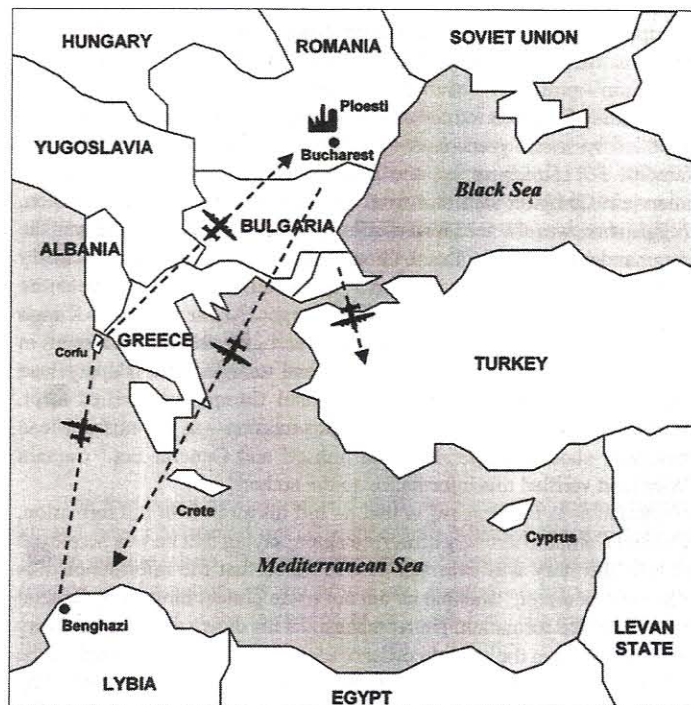 HUNGARY
ROMANIA
SOVIET UNION
Ploesti
Bucharest
YUGOSLAVIA
Black Sea
BULGARIA
ALBANIA
Corfu
GREECE
TURKEY
Crete
Cyprus
Mediterranean Sea
Benghazi
LEVAN
STATE
LYBIA
EGYPT